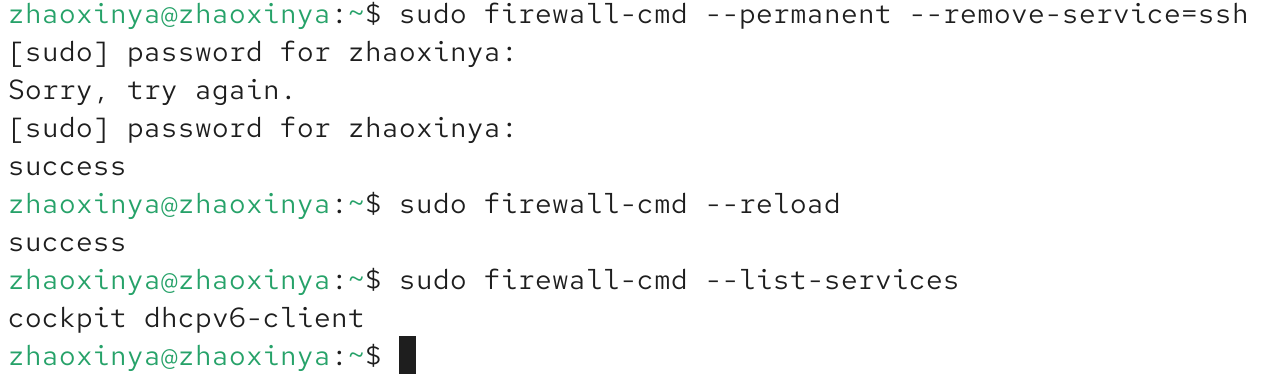 zhaoxinya@zhaoxinya:~$ sudo firewall-cmd --permanent --remove-service=ssh
[sudo] password for zhaoxinya:
Sorry, try again.
[sudo] password for zhaoxinya:
success
zhaoxinya@zhaoxinya:~$ sudo firewall-cmd --reload
success
zhaoxinya@zhaoxinya:~$ sudo firewall-cmd --list-services
cockpit dhcpv6-client
zhaoxinya@zhaoxinya:~$